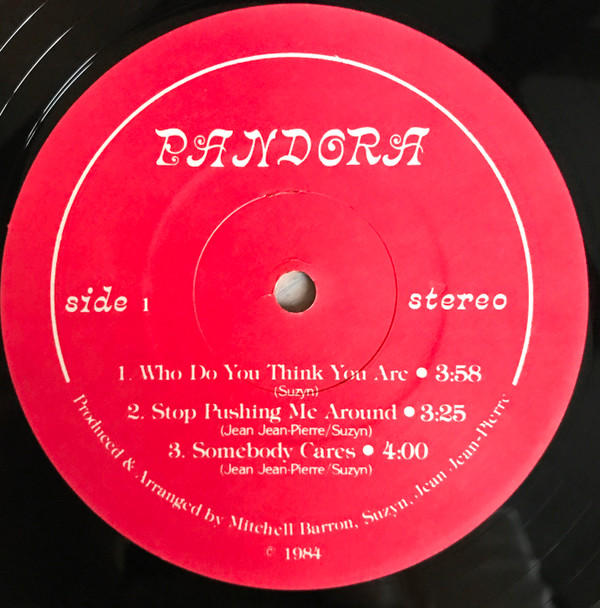 PANDORA
side 1 stereo
1. Who Do You Think You Are • 3:58
(Suzyn)
2. Stop Pushing Me Around • 3:25
(Jean Jean-Pierre/Suzyn)
3. Somebody Cares • 4:00
(Jean Jean-Pierre/Suzyn)
Produced & Arranged by Mitchell Barron, Suzyn, Jean Jean-Pierre
© 1984